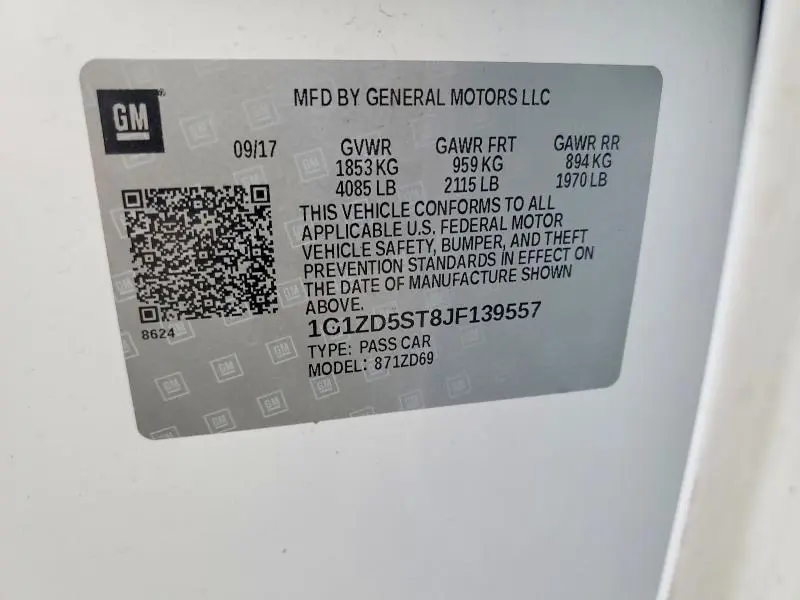 GM
MFD BY GENERAL MOTORS LLC
09/17 GVWR GAWR FRT GAWR RR
1853 KG 959 KG 894 KG
4085 LB 2115 LB 1970 LB
THIS VEHICLE CONFORMS TO ALL
APPLICABLE U.S. FEDERAL MOTOR
VEHICLE SAFETY, BUMPER, AND THEFT
PREVENTION STANDARDS IN EFFECT ON
THE DATE OF MANUFACTURE SHOWN
ABOVE.
8624
1G1ZD5ST8JF139557
TYPE: PASS CAR
MODEL: 871ZD69